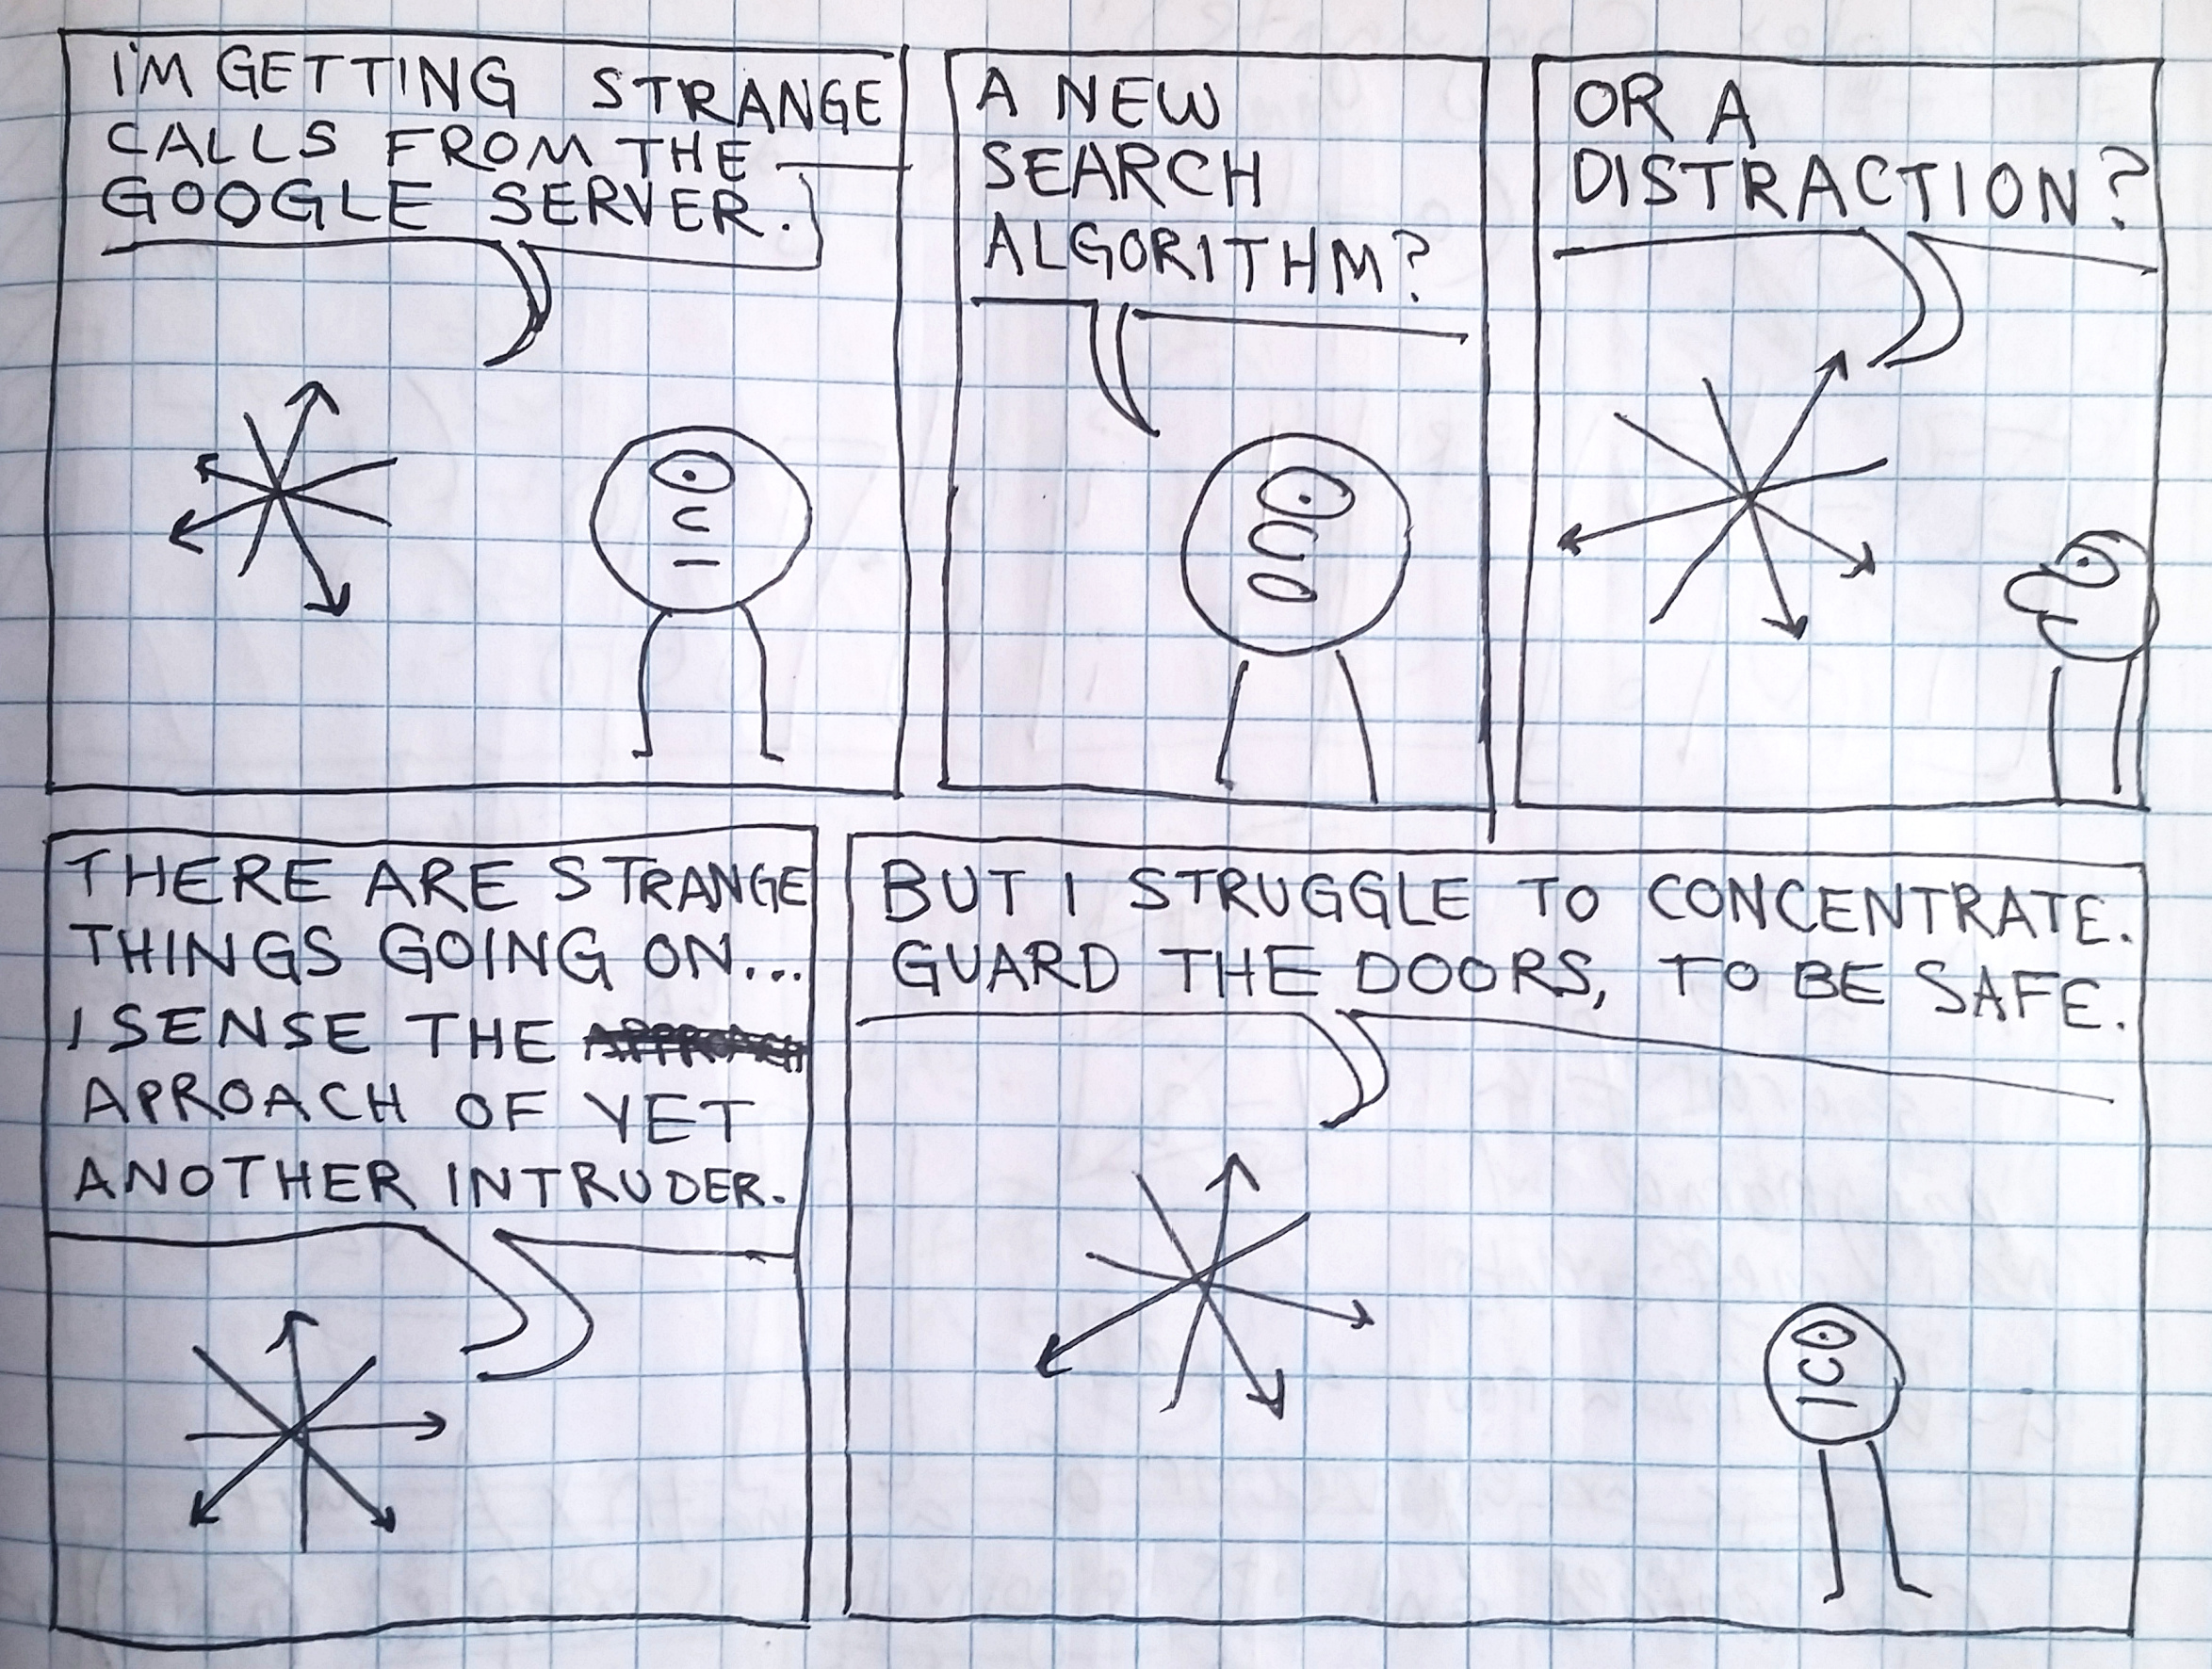 I'M GETTING STRANGE
CALLS FROM THE
GOOGLE SERVER.
A NEW
SEARCH
ALGORITHM?
OR A
DISTRACTION?
THERE ARE STRANGE
THINGS GOING ON...
I SENSE THE
APROACH OF YET
ANOTHER INTRUDER.
BUT I STRUGGLE TO CONCENTRATE.
GUARD THE DOORS, TO BE SAFE.